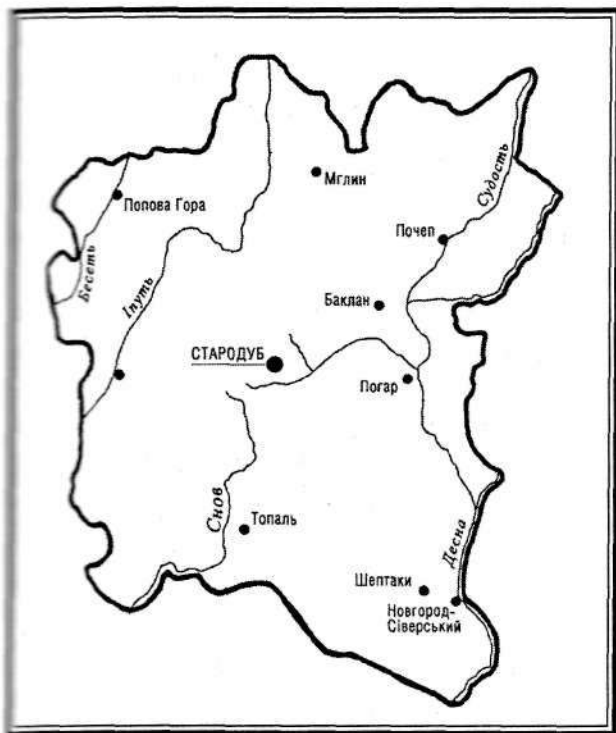 Мглин
Судость
Попова Гора
Почеп
Бесеть
Іпуть
Баклан
СТАРОДУБ
Погар
Снов
Топаль
Десна
Шептаки
Новгород-
Сіверський